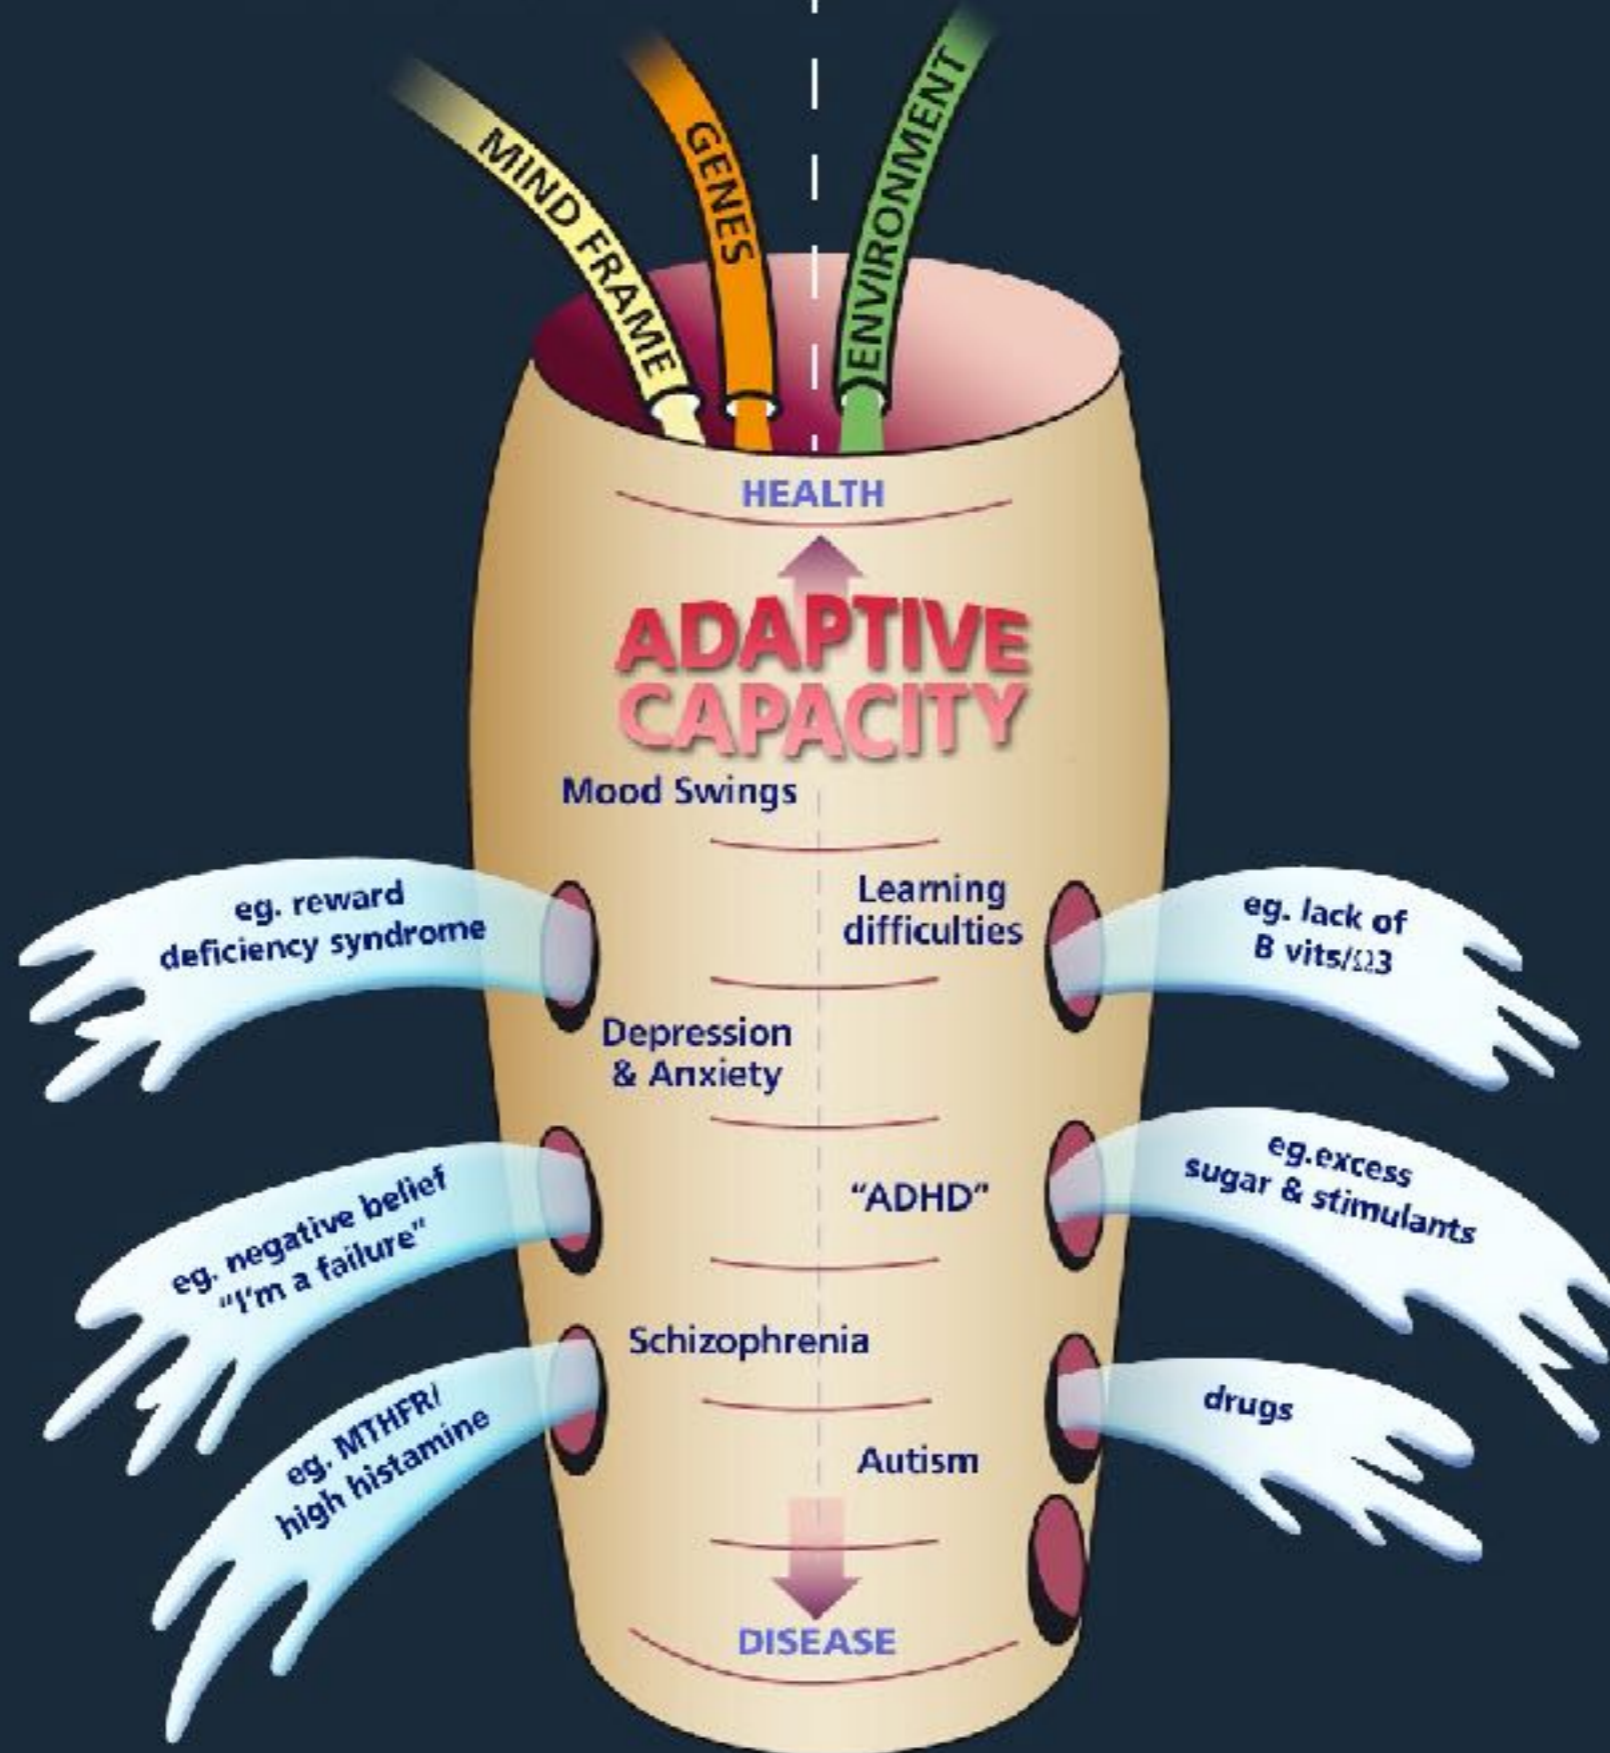 MIND FRAME
GENES
ENVIRONMENT
HEALTH
ADAPTIVE
CAPACITY
Mood Swings
eg. reward
deficiency syndrome
Learning
difficulties
eg. lack of
B vits/Ω3
Depression
& Anxiety
eg. negative belief
"I'm a failure"
"ADHD"
eg.excess
sugar & stimulants
Schizophrenia
eg. MTHFR/
high histamine
drugs
Autism
DISEASE